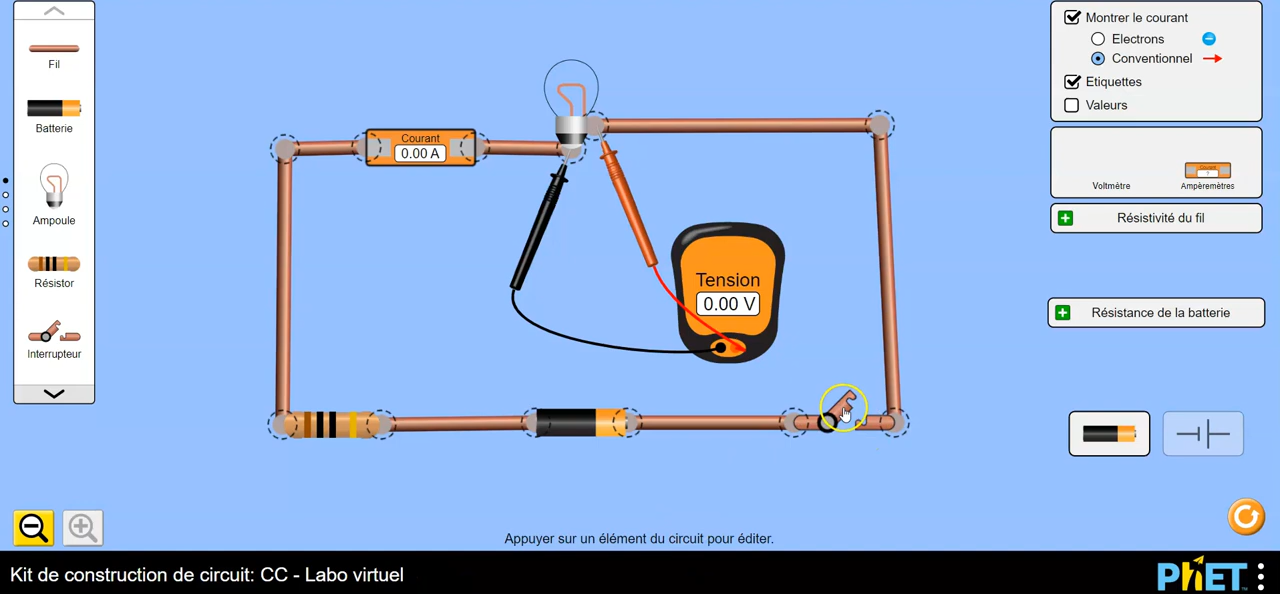 Fil
Batterie
Ampoule
Résistor
Interrupteur
Courant
0.00 A
Tension
0.00 V
Montrer le courant
Electrons
Conventionnel
Etiquettes
Valeurs
Courant
?
Voltmètre
Ampèremètres
Résistivité du fil
Résistance de la batterie
Appuyer sur un élément du circuit pour éditer.
Kit de construction de circuit: CC - Labo virtuel
PhET